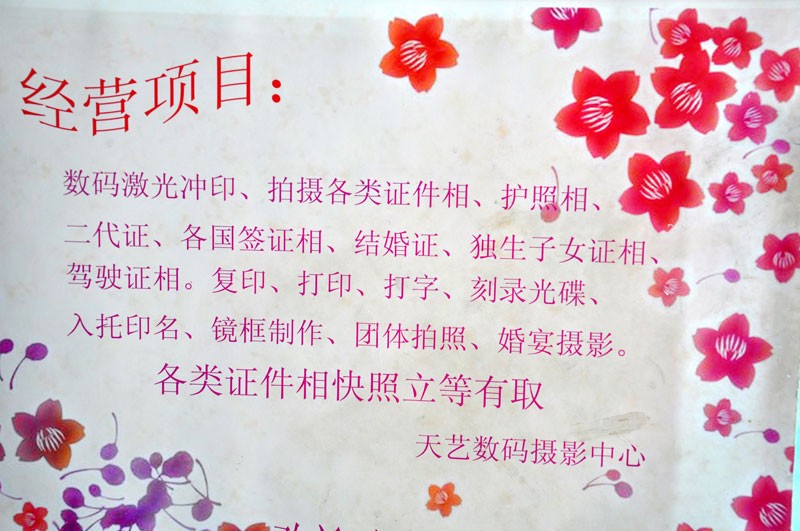 经营项目：
数码激光冲印、拍摄各类证件相、护照相、
二代证、各国签证相、结婚证、独生子女证相、
驾驶证相。复印、打印、打字、刻录光碟、
入托印名、镜框制作、团体拍照、婚宴摄影。
各类证件相快照立等有取
天艺数码摄影中心